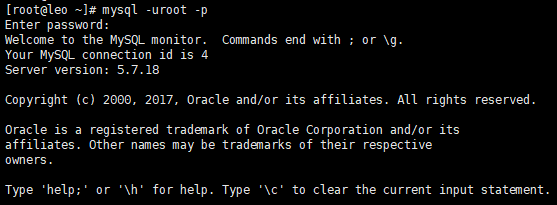 [root@leo ~]# mysql -uroot -p
Enter password:
Welcome to the MySQL monitor.  Commands end with ; or \g.
Your MySQL connection id is 4
Server version: 5.7.18

Copyright (c) 2000, 2017, Oracle and/or its affiliates. All rights reserved.

Oracle is a registered trademark of Oracle Corporation and/or its
affiliates. Other names may be trademarks of their respective
owners.

Type 'help;' or '\h' for help. Type '\c' to clear the current input statement.